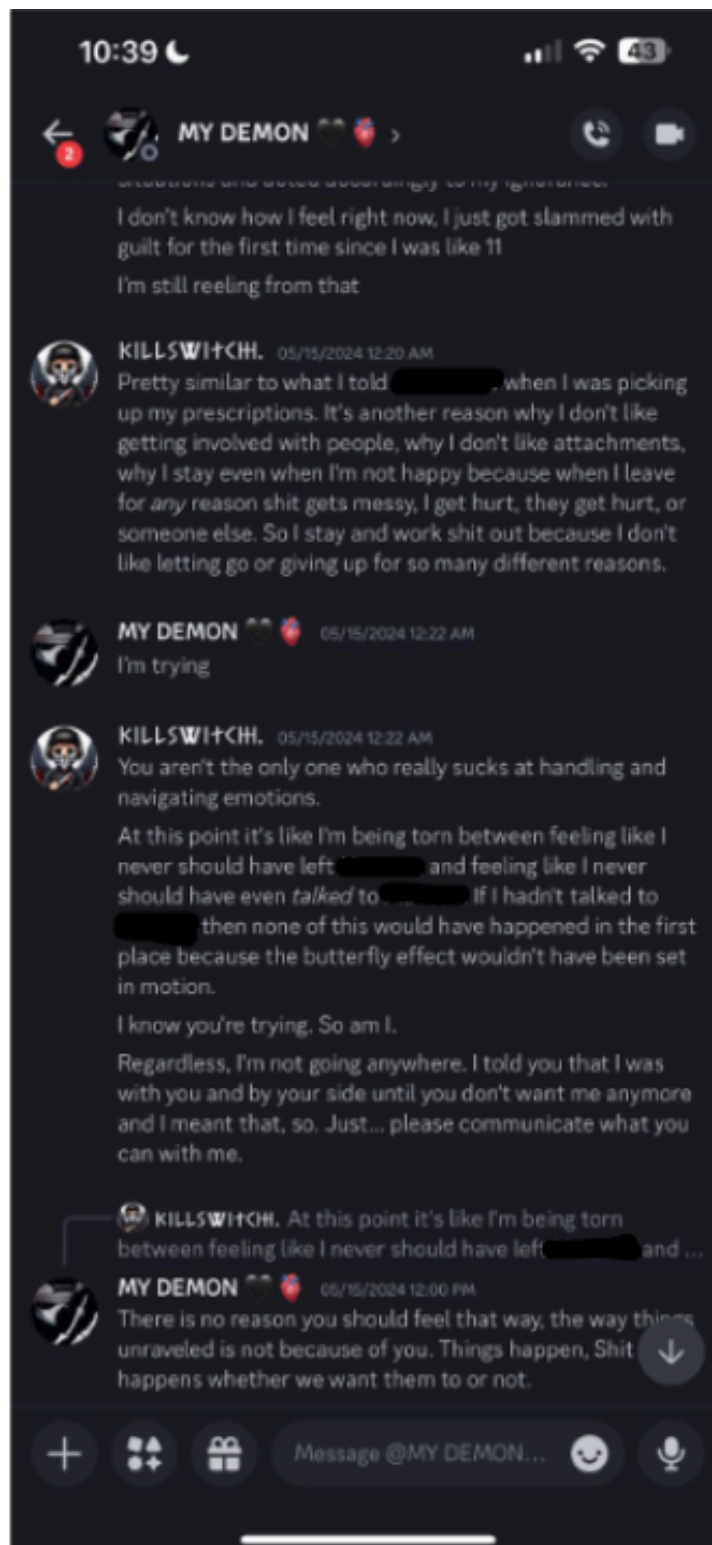 10:39
43
2
MY DEMON
I don't know how I feel right now, I just got slammed with
guilt for the first time since I was like 11
I'm still reeling from that
KILLSWITCH. 05/15/2024 12:20 AM
Pretty similar to what I told when I was picking
up my prescriptions. It's another reason why I don't like
getting involved with people, why I don't like attachments,
why I stay even when I'm not happy because when I leave
for any reason shit gets messy, I get hurt, they get hurt, or
someone else. So I stay and work shit out because I don't
like letting go or giving up for so many different reasons.
MY DEMON 05/15/2024 12:22 AM
I'm trying
KILLSWITCH. 05/15/2024 12:22 AM
You aren't the only one who really sucks at handling and
navigating emotions.
At this point it's like I'm being torn between feeling like I
never should have left and feeling like I never
should have even talked to If I hadn't talked to
then none of this would have happened in the first
place because the butterfly effect wouldn't have been set
in motion.
I know you're trying. So am I.
Regardless, I'm not going anywhere. I told you that I was
with you and by your side until you don't want me anymore
and I meant that, so. Just... please communicate what you
can with me.
KILLSWITCH. At this point it's like I'm being torn
between feeling like I never should have left and ...
MY DEMON 05/15/2024 12:00 PM
There is no reason you should feel that way, the way things
unraveled is not because of you. Things happen, Shit
happens whether we want them to or not.
Message @MY DEMON...